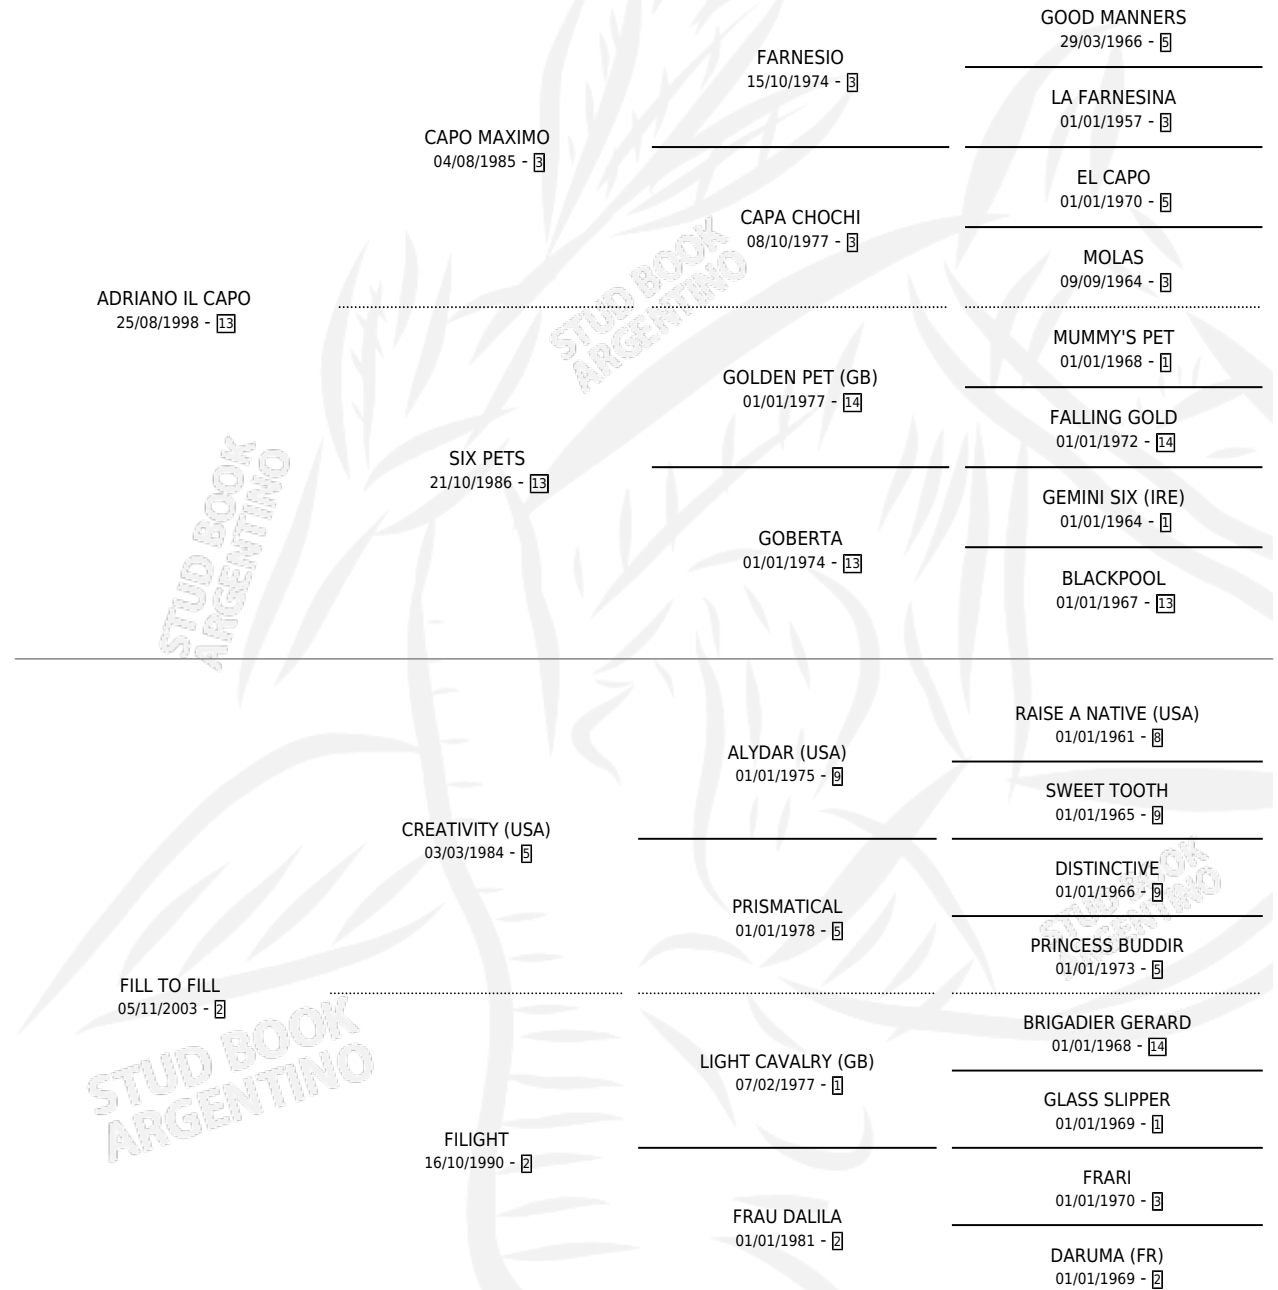 GOOD MANNERS
29/03/1966 - 5
FARNESIO
15/10/1974 - 3
LA FARNESINA
01/01/1957 - 3
CAPO MAXIMO
04/08/1985 - 3
EL CAPO
01/01/1970 - 5
CAPA CHOCHI
08/10/1977 - 3
MOLAS
09/09/1964 - 3
ADRIANO IL CAPO
25/08/1998 - 13
MUMMY'S PET
01/01/1968 - 1
GOLDEN PET (GB)
01/01/1977 - 14
FALLING GOLD
01/01/1972 - 14
SIX PETS
21/10/1986 - 13
GEMINI SIX (IRE)
01/01/1964 - 1
GOBERTA
01/01/1974 - 13
BLACKPOOL
01/01/1967 - 13
STUD BOOK
ARGENTINO
STUD BOOK
ARGENTINO
RAISE A NATIVE (USA)
01/01/1961 - 8
ALYDAR (USA)
01/01/1975 - 9
SWEET TOOTH
01/01/1965 - 9
CREATIVITY (USA)
03/03/1984 - 5
DISTINCTIVE
01/01/1966 - 9
PRISMATICAL
01/01/1978 - 5
PRINCESS BUDDIR
01/01/1973 - 5
STUD BOOK
ARGENTINO
FILL TO FILL
05/11/2003 - 2
BRIGADIER GERARD
01/01/1968 - 14
LIGHT CAVALRY (GB)
07/02/1977 - 1
GLASS SLIPPER
01/01/1969 - 1
STUD BOOK
ARGENTINO
FILIGHT
16/10/1990 - 2
FRARI
01/01/1970 - 3
FRAU DALILA
01/01/1981 - 2
DARUMA (FR)
01/01/1969 - 2